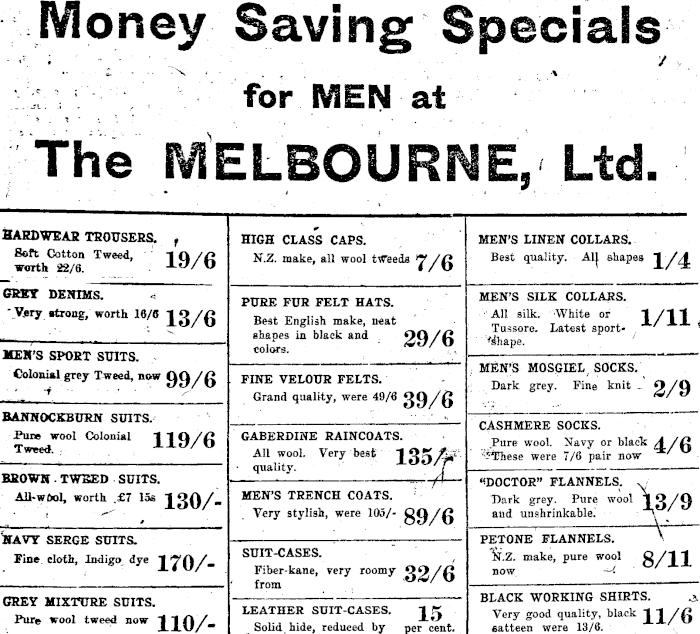 Money Saving Specials
for MEN at
The MELBOURNE, Ltd.
HARDWEAR TROUSERS.
Soft Cotton Tweed,
worth 22/6. 19/6
GREY DENIMS.
Very strong, worth 16/6 13/6
MEN'S SPORT SUITS.
Colonial grey Tweed, now 99/6
BANNOCKBURN SUITS.
Pure wool Colonial
Tweed. 119/6
BROWN TWEED SUITS.
All-wool, worth £7 15s 130/-
NAVY SERGE SUITS.
Fine cloth, Indigo dye 170/-
GREY MIXTURE SUITS.
Pure wool tweed now 110/-
HIGH CLASS CAPS.
N.Z. make, all wool tweeds 7/6
PURE FUR FELT HATS.
Best English make, neat
shapes in black and
colors. 29/6
FINE VELOUR FELTS.
Grand quality, were 49/6 39/6
GABERDINE RAINCOATS.
All wool. Very best
quality. 135/-
MEN'S TRENCH COATS.
Very stylish, were 105/- 89/6
SUIT-CASES.
Fiber-kane, very roomy
from 32/6
LEATHER SUIT-CASES. 15
Solid hide, reduced by per cent.
MEN'S LINEN COLLARS.
Best quality. All shapes 1/4
MEN'S SILK COLLARS.
All silk. White or
Tussore. Latest sport-
shape. 1/11
MEN'S MOSGIEL SOCKS.
Dark grey. Fine knit 2/9
CASHMERE SOCKS.
Pure wool. Navy or black
These were 7/6 pair now 4/6
"DOCTOR" FLANNELS.
Dark grey. Pure wool
and unshrinkable. 13/9
PETONE FLANNELS.
N.Z. make, pure wool
now 8/11
BLACK WORKING SHIRTS.
Very good quality, black
satteen were 13/6. 11/6